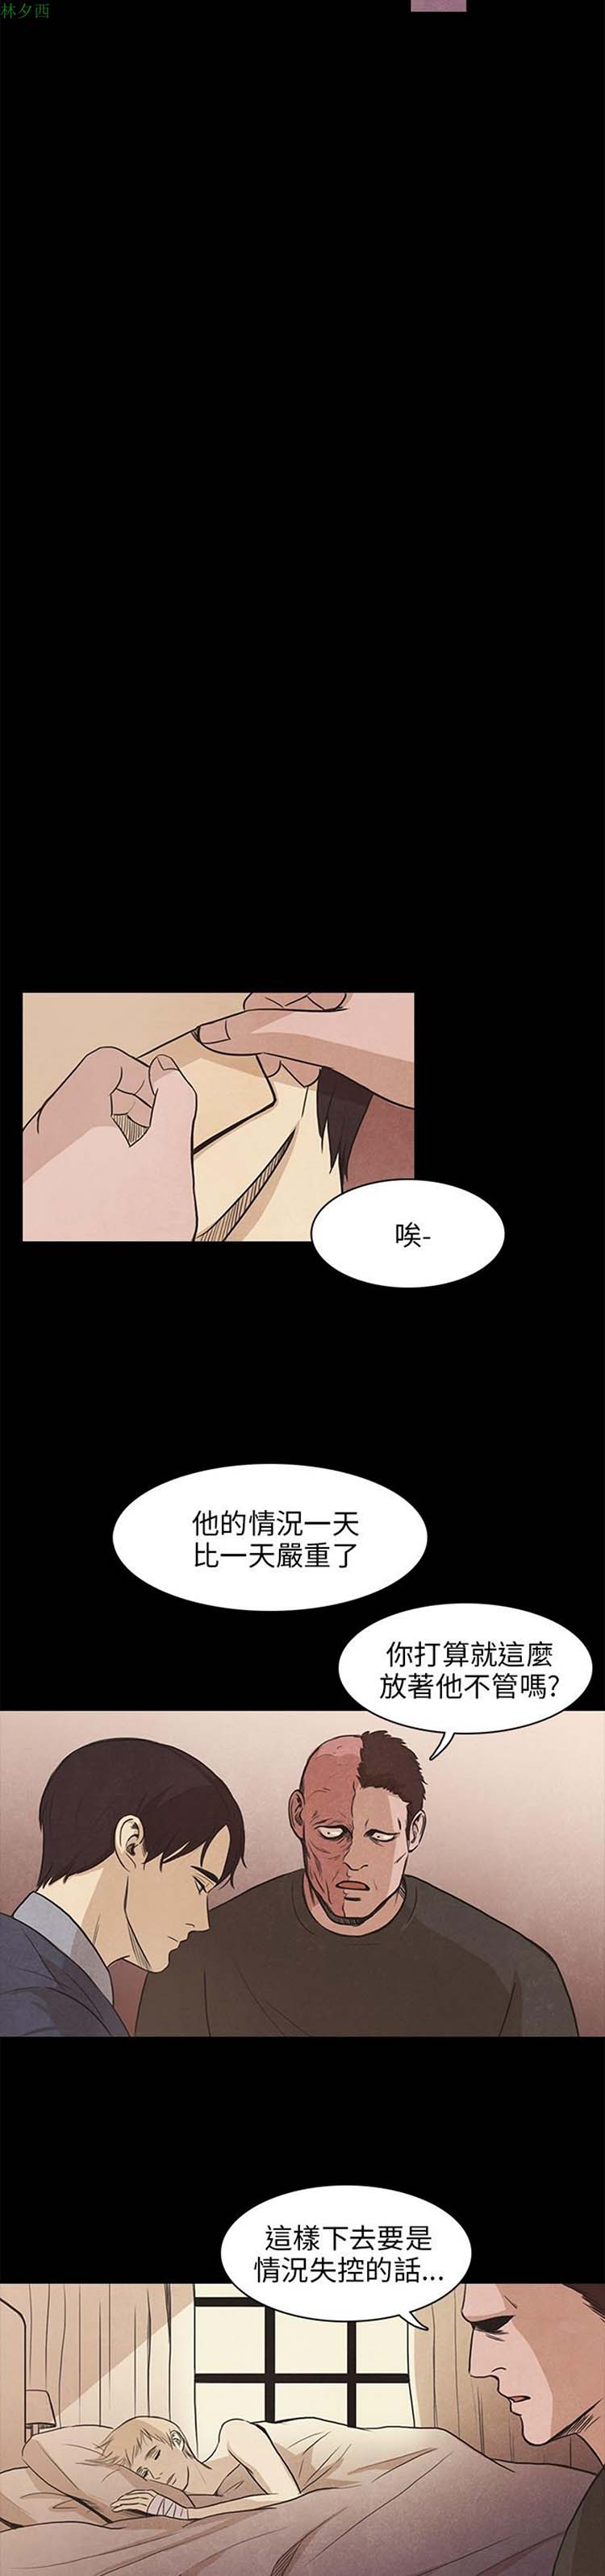 林夕西
唉-
他的情況一天
比一天嚴重了
你打算就這麼
放著他不管嗎?
這樣下去要是
情況失控的話...